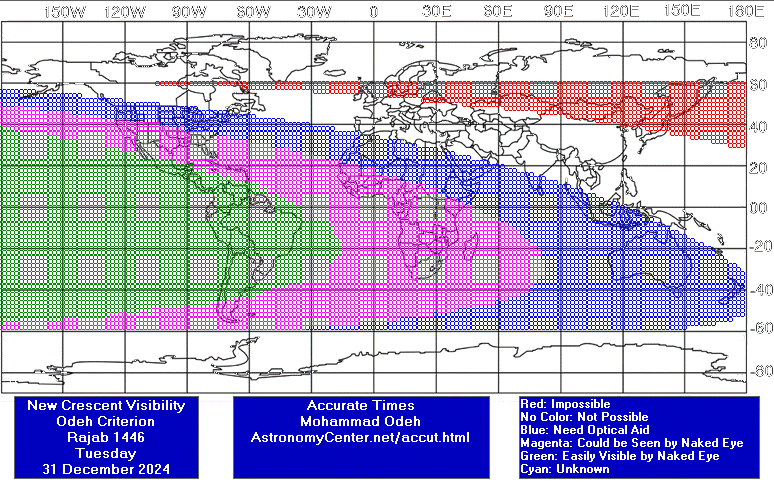 150W 120W 90W 60W 30W 0 30E 60E 90E 120E 150E 180E
80
60
40
20
00
-20
-40
-60
-80
New Crescent Visibility
Odeh Criterion
Rajab 1446
Tuesday
31 December 2024
Accurate Times
Mohammad Odeh
AstronomyCenter.net/accut.html
Red: Impossible
No Color: Not Possible
Blue: Need Optical Aid
Magenta: Could be Seen by Naked Eye
Green: Easily Visible by Naked Eye
Cyan: Unknown